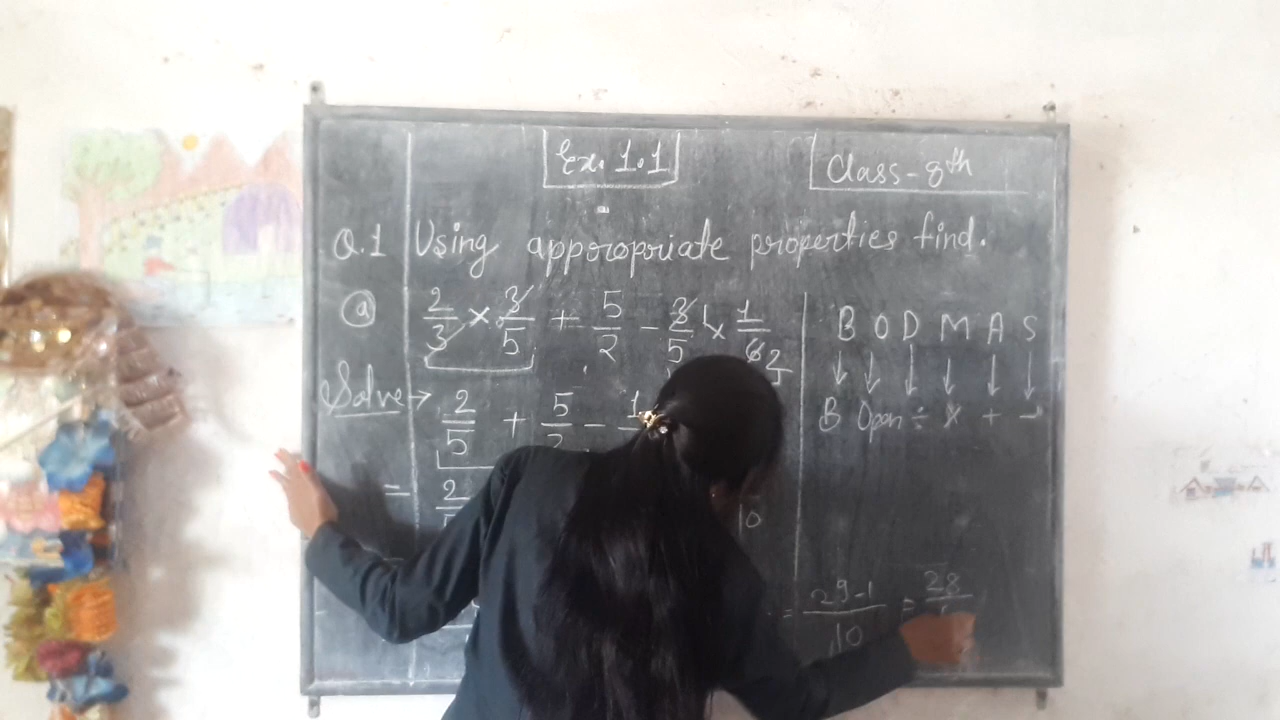 Ex. 1.1
Class-8th
Q.1 Using apporopriate properties find.
(a) 2/3 × 3/5 + 5/2 - 3/5 × 1/6 2
B O D M A S
↓ ↓ ↓ ↓ ↓ ↓
B Open ÷ × + -
Solve → 2/5 + 5/2 - 1
= 2
10
= 29-1/10 = 28